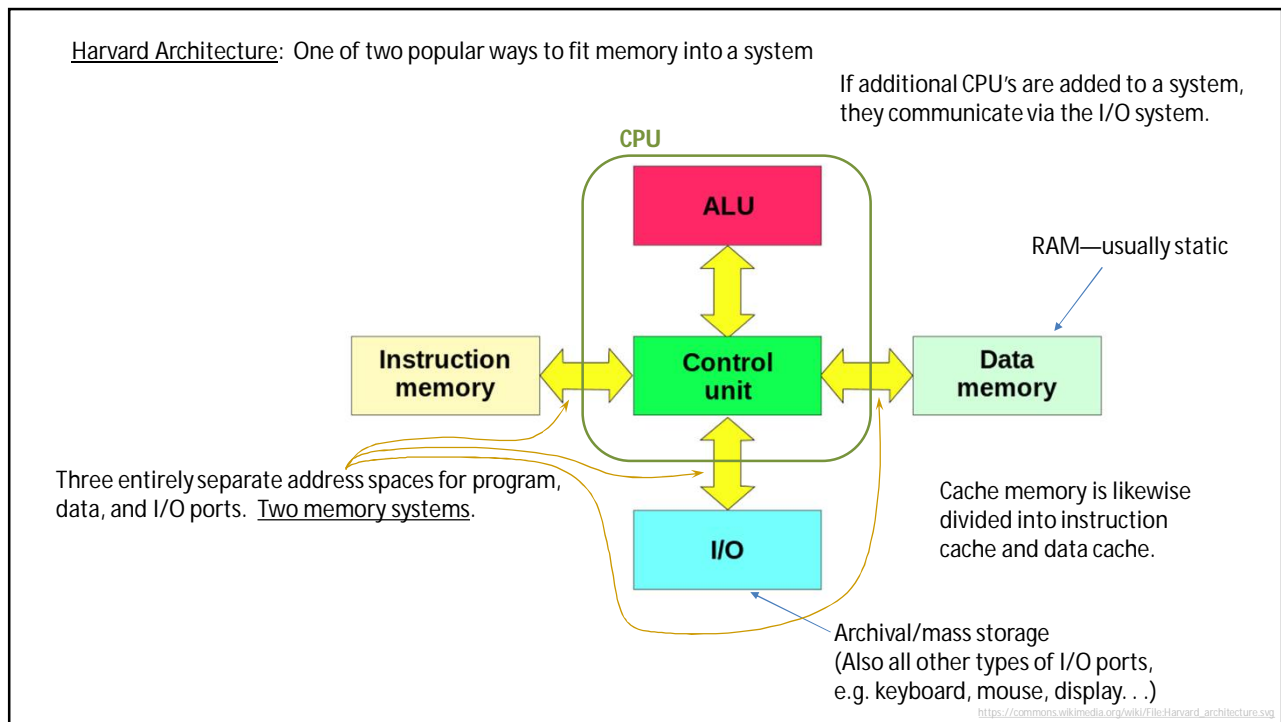 Harvard Architecture:  One of two popular ways to fit memory into a system
If additional CPU's are added to a system,
they communicate via the I/O system.
CPU
ALU
RAM—usually static
Instruction
memory
Control
unit
Data
memory
Three entirely separate address spaces for program,
data, and I/O ports.  Two memory systems.
Cache memory is likewise
divided into instruction
cache and data cache.
I/O
Archival/mass storage
(Also all other types of I/O ports,
e.g. keyboard, mouse, display. . .)
https://commons.wikimedia.org/wiki/File:Harvard_architecture.svg